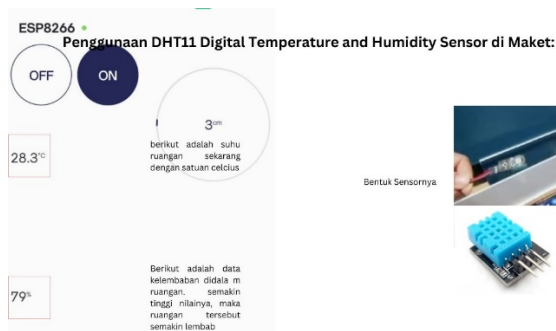 ESP8266
Penggunaan DHT11 Digital Temperature and Humidity Sensor di Maket:
OFF
ON
3cm
28.3°C
berikut adalah suhu
ruangan sekarang
dengan satuan celcius
Bentuk Sensornya
79%
Berikut adalah data
kelembaban didala m
ruangan. semakin
tinggi nilainya, maka
ruangan tersebut
semakin lembab